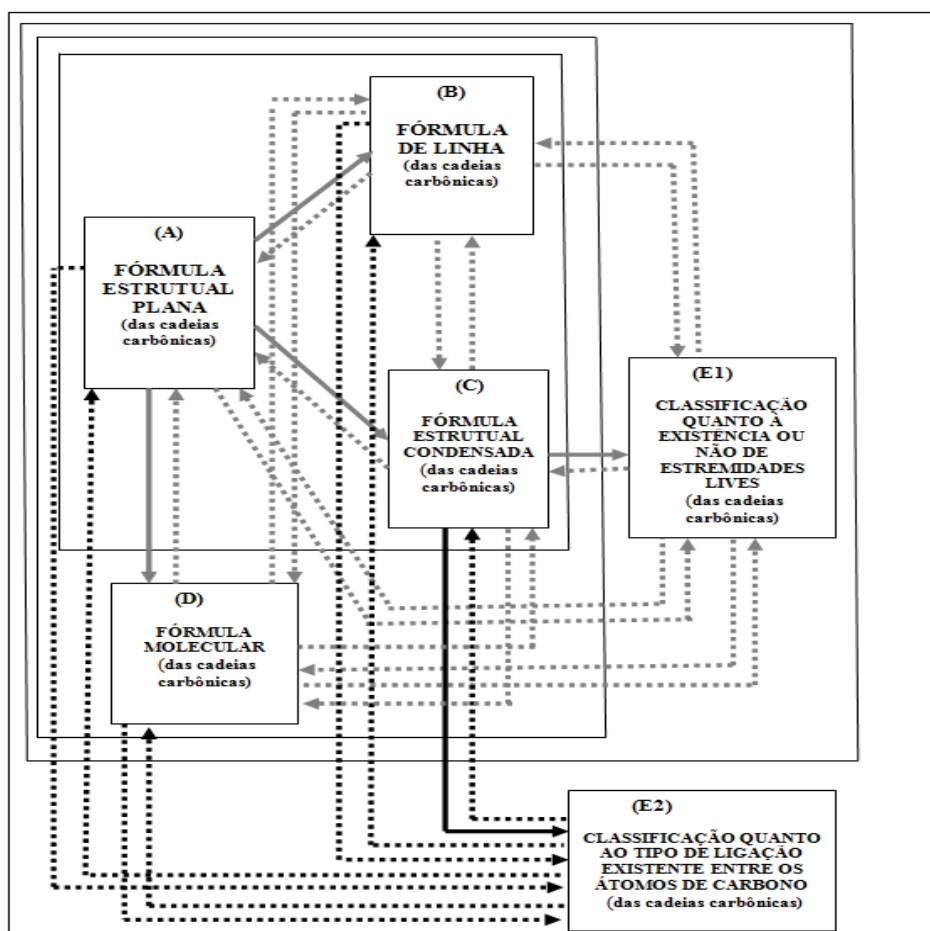 (B)
FÓRMULA
DE LINHA
(das cadeias
carbônicas)
(A)
FÓRMULA
ESTRUTUAL
PLANA
(das cadeias
carbônicas)
(C)
FÓRMULA
ESTRUTUAL
CONDENSADA
(das cadeias
carbônicas)
(E1)
CLASSIFICAÇÃO
QUANTO À
EXISTÊNCIA OU
NÃO DE
ESTREMIDADES
LIVES
(das cadeias
carbônicas)
(D)
FÓRMULA
MOLECULAR
(das cadeias
carbônicas)
(E2)
CLASSIFICAÇÃO QUANTO
AO TIPO DE LIGAÇÃO
EXISTENTE ENTRE OS
ÁTOMOS DE CARBONO
(das cadeias carbônicas)